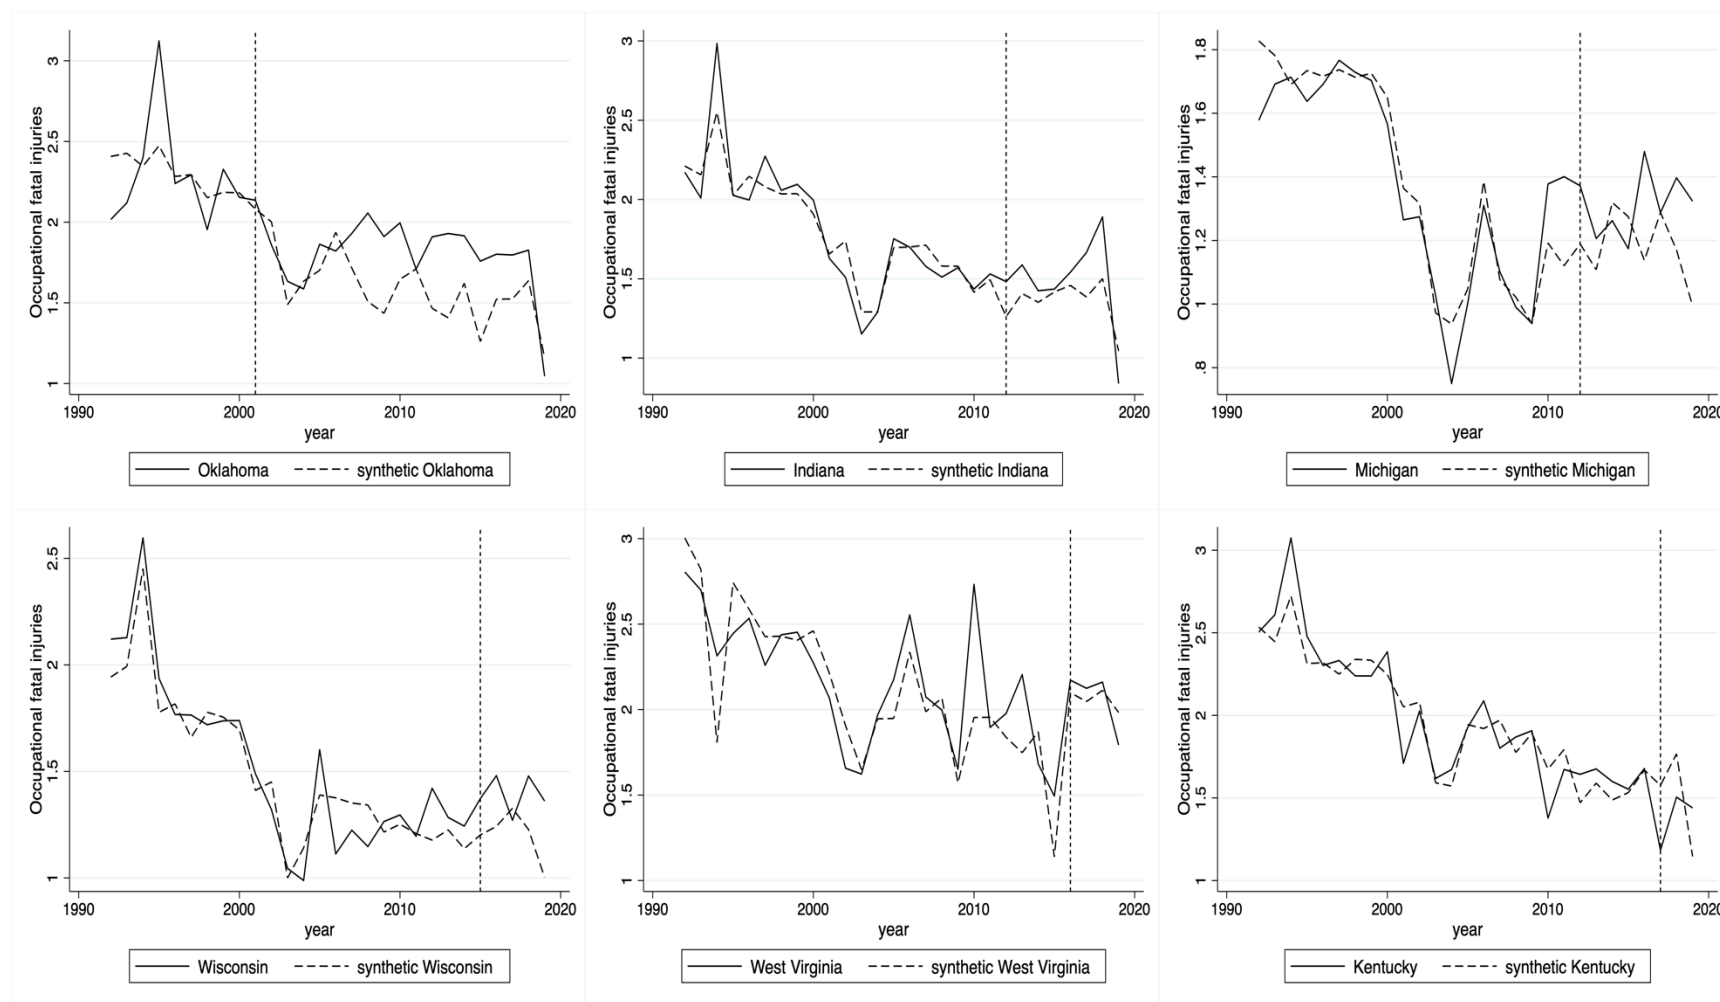 Occupational fatal injuries
3
2.5
2
1.5
1
1990 2000 2010 2020
year
Oklahoma synthetic Oklahoma
Occupational fatal injuries
3
2.5
2
1.5
1
1990 2000 2010 2020
year
Indiana synthetic Indiana
Occupational fatal injuries
1.8
1.6
1.4
1.2
1
.8
1990 2000 2010 2020
year
Michigan synthetic Michigan
Occupational fatal injuries
2.5
2
1.5
1
1990 2000 2010 2020
year
Wisconsin synthetic Wisconsin
Occupational fatal injuries
3
2.5
2
1.5
1
1990 2000 2010 2020
year
West Virginia synthetic West Virginia
Occupational fatal injuries
3
2.5
2
1.5
1
1990 2000 2010 2020
year
Kentucky synthetic Kentucky